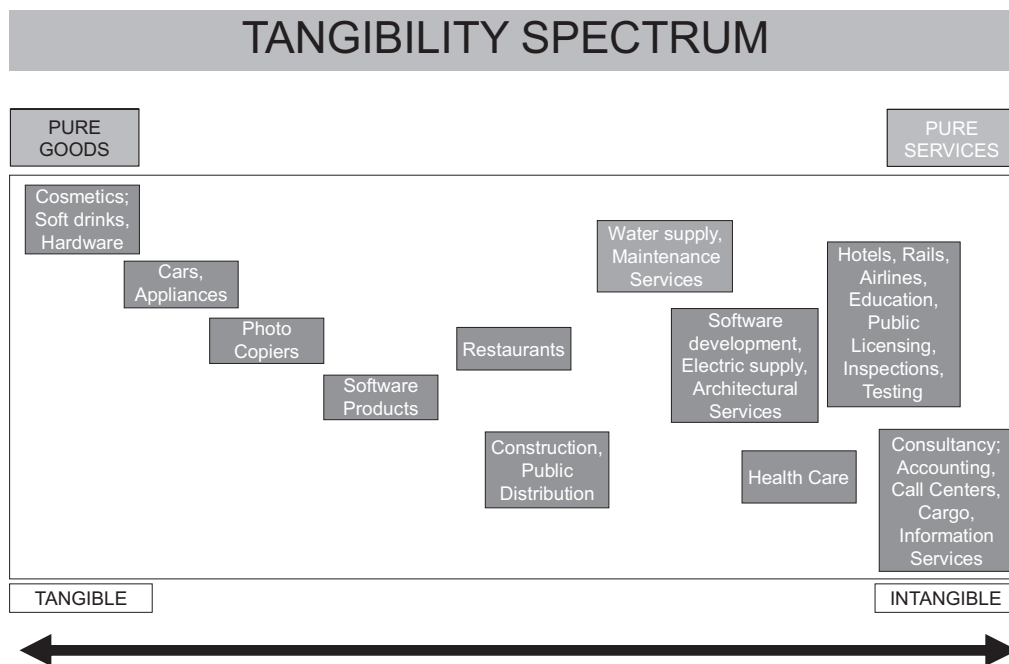 TANGIBILITY SPECTRUM
PURE
GOODS
PURE
SERVICES
Cosmetics;
Soft drinks,
Hardware
Cars,
Appliances
Photo
Copiers
Software
Products
Restaurants
Construction,
Public
Distribution
Water supply,
Maintenance
Services
Software
development,
Electric supply,
Architectural
Services
Health Care
Hotels, Rails,
Airlines,
Education,
Public
Licensing,
Inspections,
Testing
Consultancy;
Accounting,
Call Centers,
Cargo,
Information
Services
TANGIBLE
INTANGIBLE